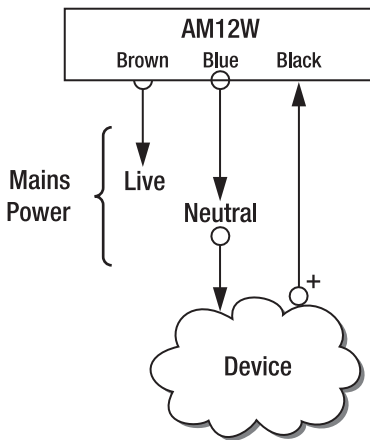 AM12W
Brown Blue Black
Mains Power
Live
Neutral
+
Device